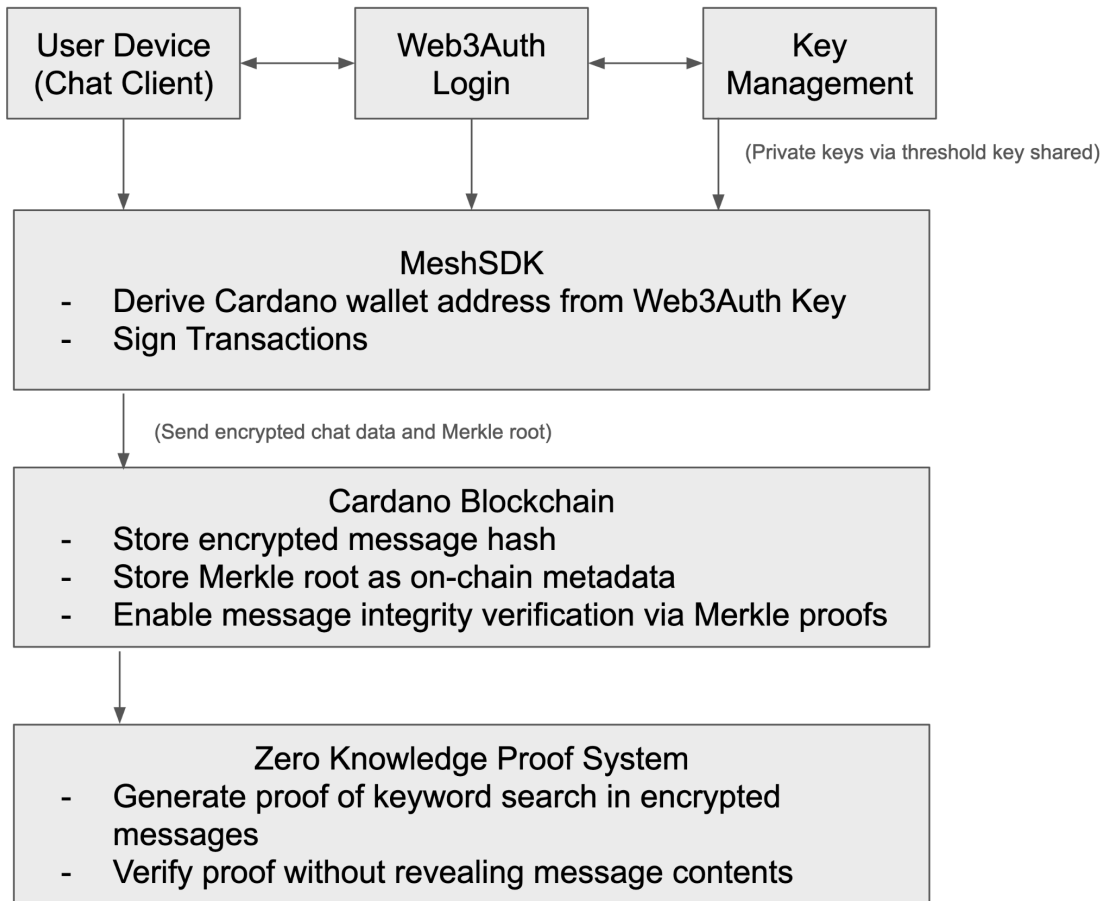 User Device
(Chat Client)
Web3Auth
Login
Key
Management
(Private keys via threshold key shared)
MeshSDK
- Derive Cardano wallet address from Web3Auth Key
- Sign Transactions
(Send encrypted chat data and Merkle root)
Cardano Blockchain
- Store encrypted message hash
- Store Merkle root as on-chain metadata
- Enable message integrity verification via Merkle proofs
Zero Knowledge Proof System
- Generate proof of keyword search in encrypted
messages
- Verify proof without revealing message contents